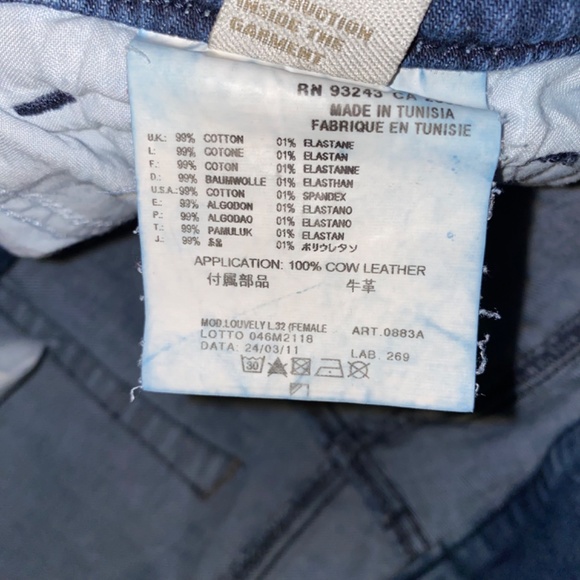 INSTRUCTION
INSIDE THE
GARMENT
RN 93243 CA
MADE IN TUNISIA
FABRIQUE EN TUNISIE
U.K.: 99% COTTON 01% ELASTANE
I.: 99% COTONE 01% ELASTAN
F.: 99% COTON 01% ELASTANNE
D.: 99% BAUMWOLLE 01% ELASTHAN
U.S.A.: 99% COTTON 01% SPANDEX
E.: 99% ALGODON 01% ELASTANO
P.: 99% ALGODAO 01% ELASTANO
T.: 99% PAMULUK 01% ELASTAN
J.: 99% 01% ポリウレタン
APPLICATION: 100% COW LEATHER
付属部品 牛革
MOD.LOUVELY L.32 (FEMALE ART.0883A
LOTTO 046M2118
DATA: 24/03/11 LAB. 269
30